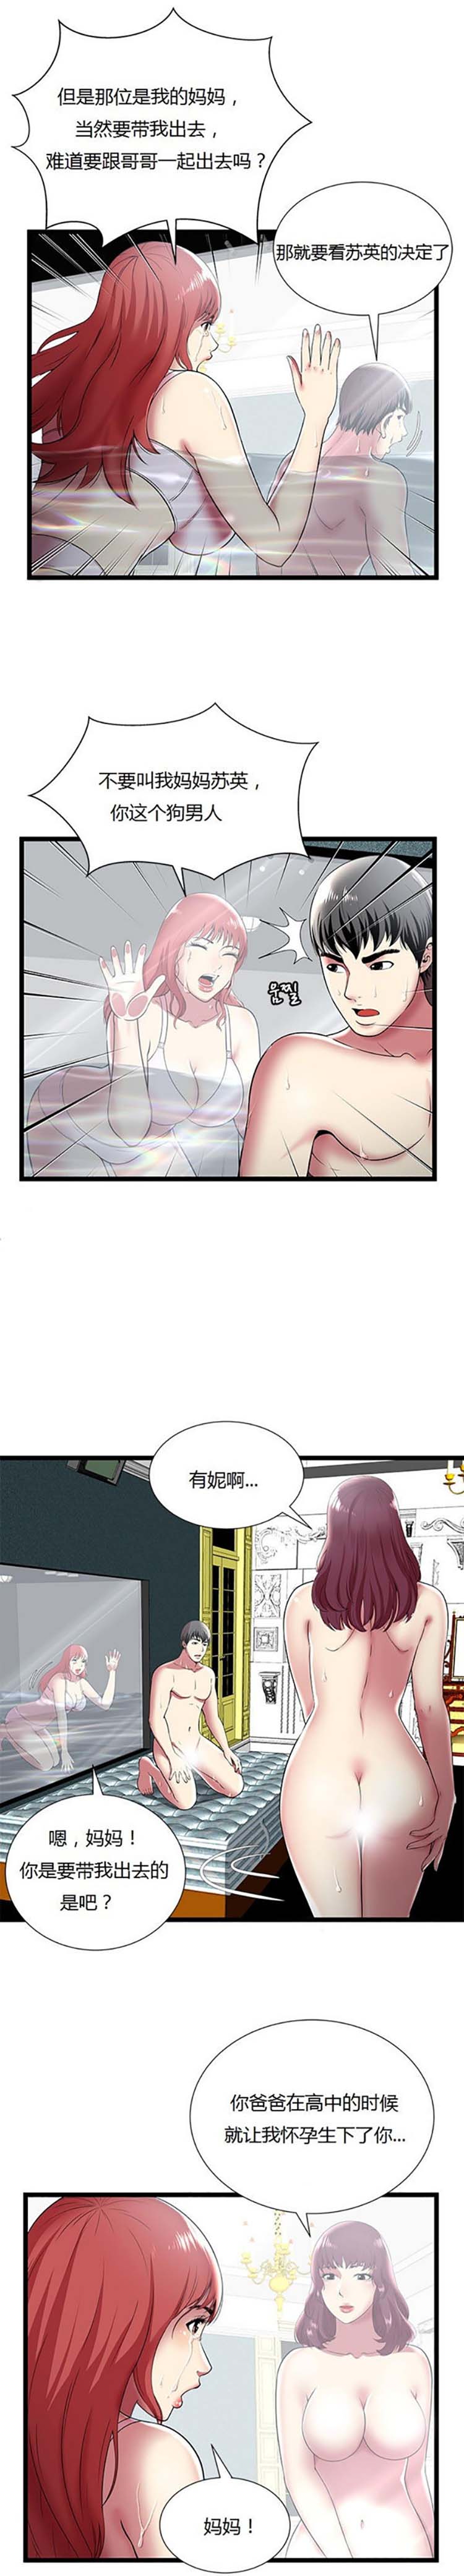 但是那位是我的妈妈，
当然要带我出去，
难道要跟哥哥一起出去吗？
那就要看苏英的决定了
不要叫我妈妈苏英，
你这个狗男人
움찔
有妮啊...
嗯，妈妈！
你是要带我出去的
是吧？
你爸爸在高中的时候
就让我怀孕生下了你...
妈妈！